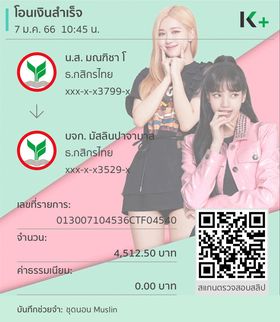 โอนเงินสำเร็จ
7 ม.ค. 66 10:45 น.
K+
น.ส. มณฑิชา โ
ธ.กสิกรไทย
xxx-x-x3799-x
บจก. มัสลินปาจามาส
ธ.กสิกรไทย
xxx-x-x3529-x
เลขที่รายการ:
013007104536CTF04540
จำนวน:
4,512.50 บาท
ค่าธรรมเนียม:
0.00 บาท
สแกนตรวจสอบสลิป
บันทึกช่วยจำ: ชุดนอน Muslin